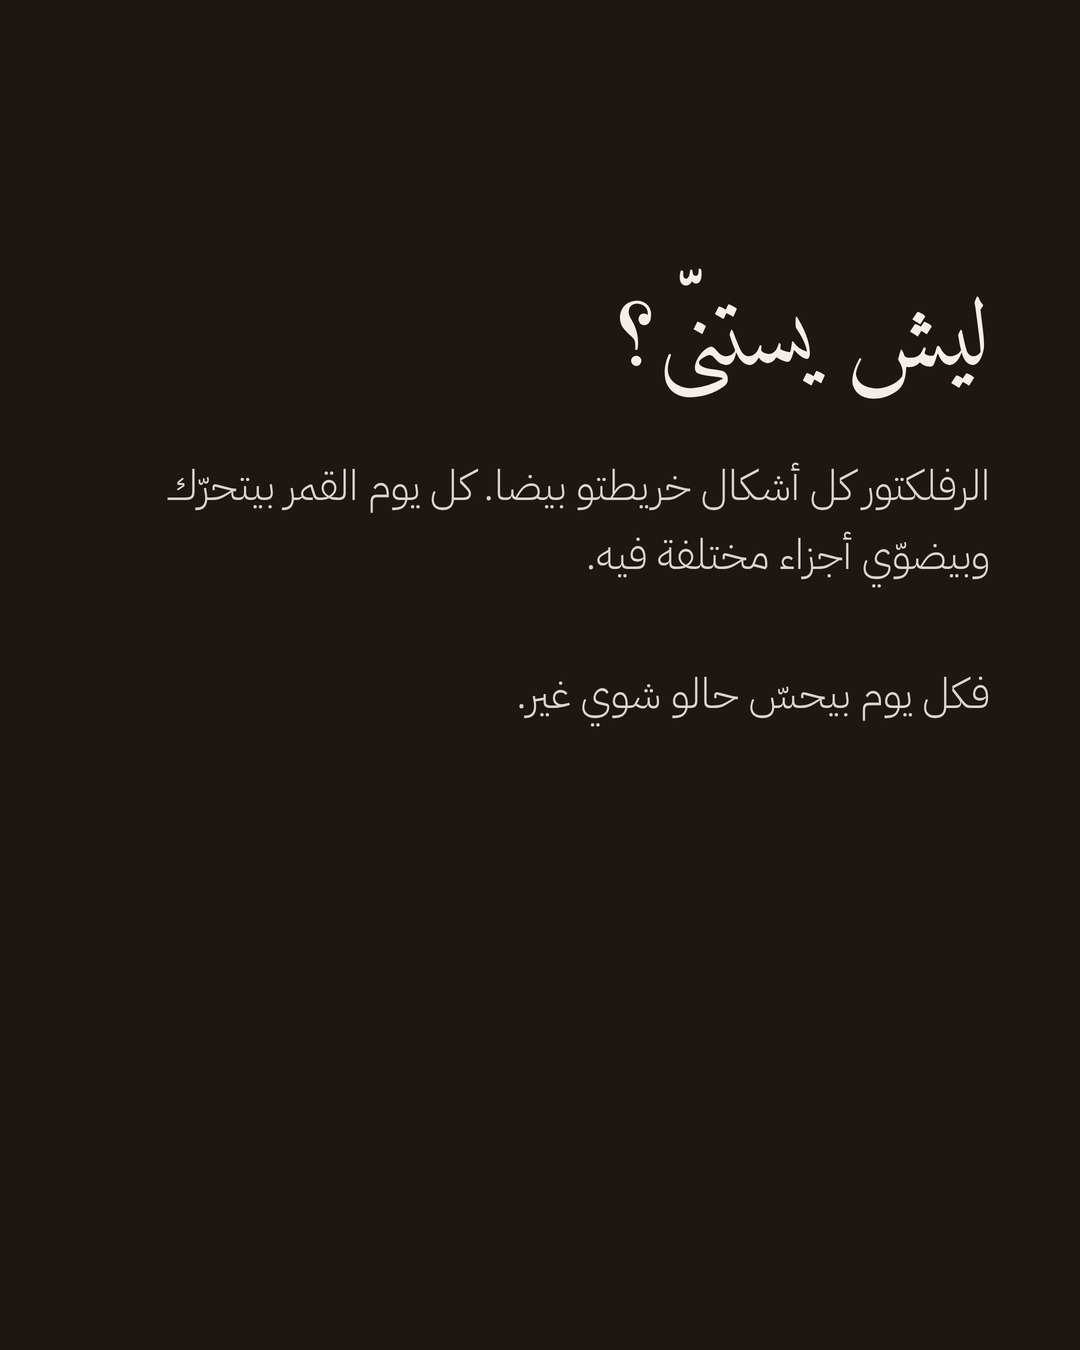 ليش يستنىّ؟
الرفلكتور كل أشكال خريطتو بيضا. كل يوم القمر بيتحرّك
وبيضوّي أجزاء مختلفة فيه.
فكل يوم بيحسّ حالو شوي غير.